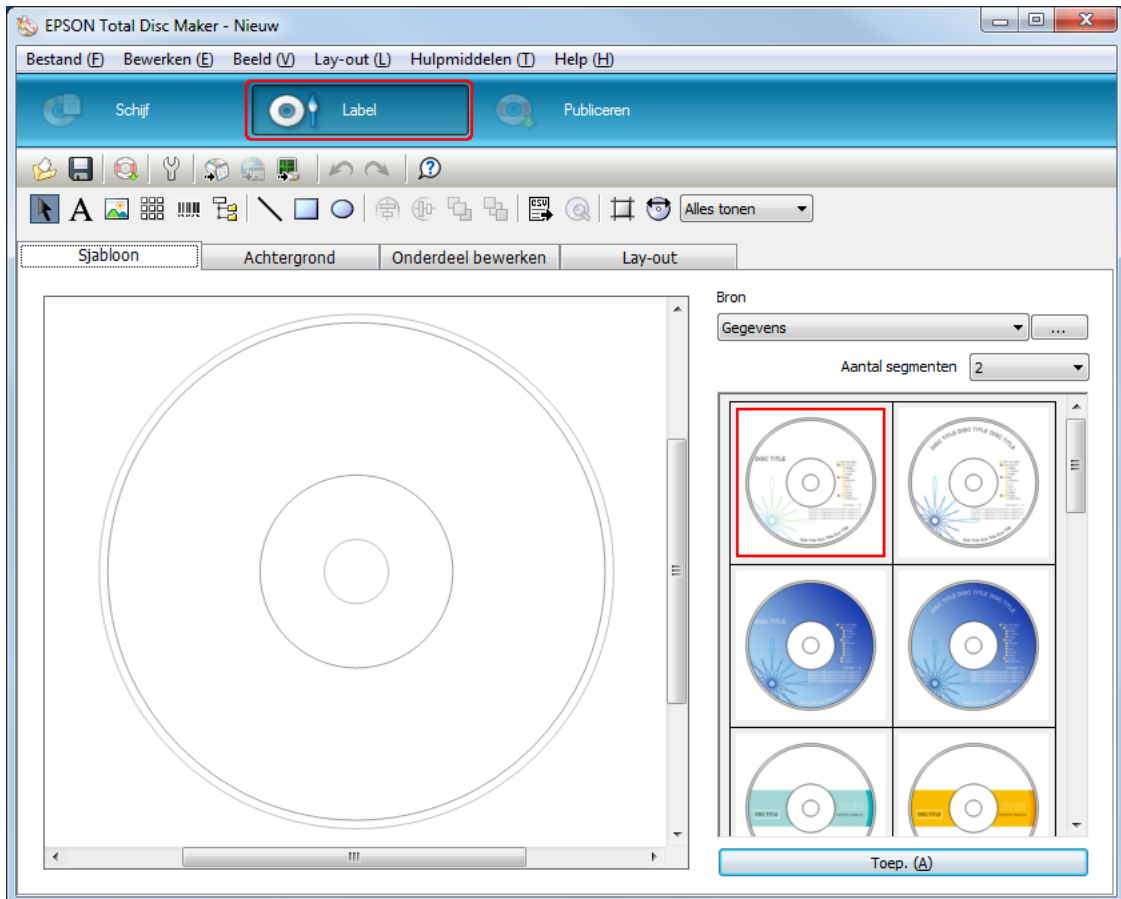 EPSON Total Disc Maker - Nieuw
Bestand (F) Bewerken (E) Beeld (V) Lay-out (L) Hulpmiddelen (T) Help (H)
Schijf Label Publiceren
A CSV Alles tonen
Sjabloon Achtergrond Onderdeel bewerken Lay-out
Bron
Gegevens ...
Aantal segmenten 2
DISC TITLE
DISC TITLE DISC TITLE DISC TITLE
DISC TITLE
DISC TITLE DISC TITLE DISC TITLE
DISC TITLE
DISC TITLE
Toep. (A)